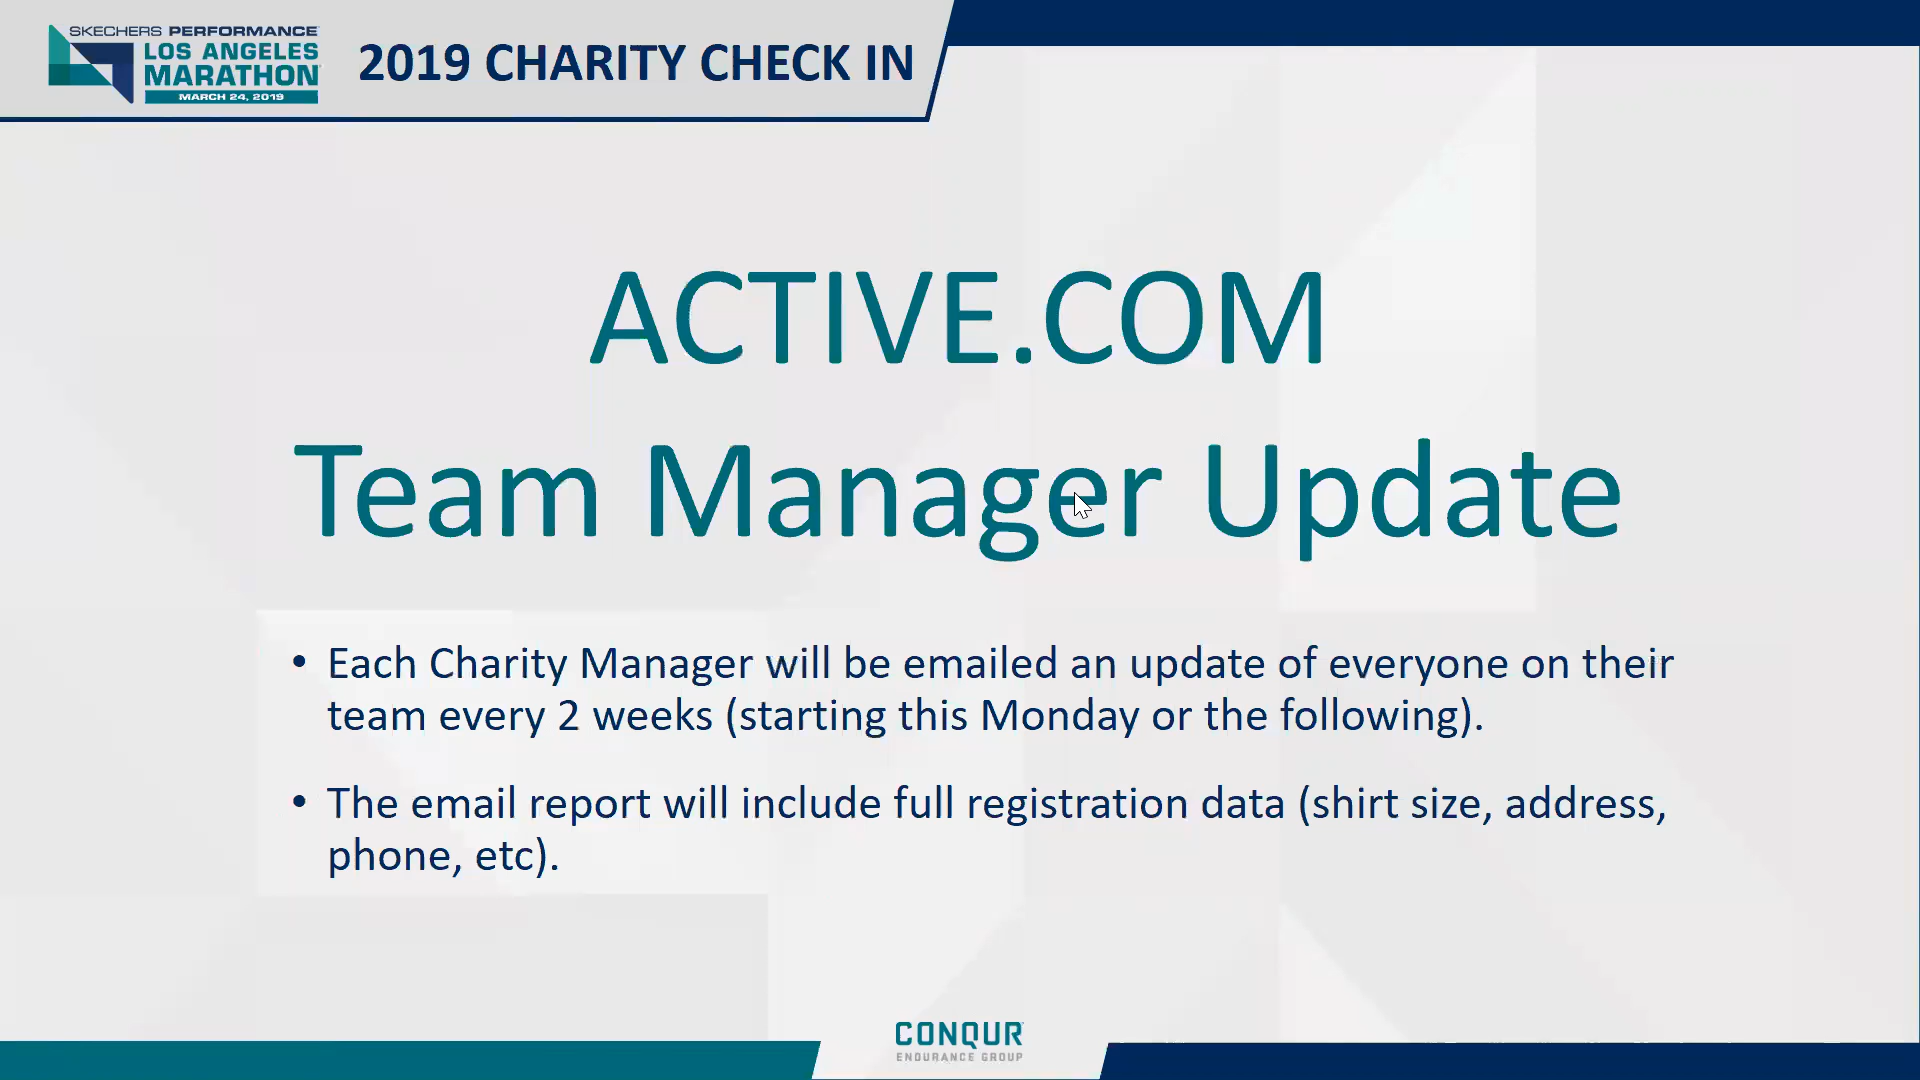 SKECHERS PERFORMANCE
LOS ANGELES
MARATHON
MARCH 24, 2019
2019 CHARITY CHECK IN
ACTIVE.COM
Team Manager Update
• Each Charity Manager will be emailed an update of everyone on their
team every 2 weeks (starting this Monday or the following).
• The email report will include full registration data (shirt size, address,
phone, etc).
CONQUR
ENDURANCE GROUP